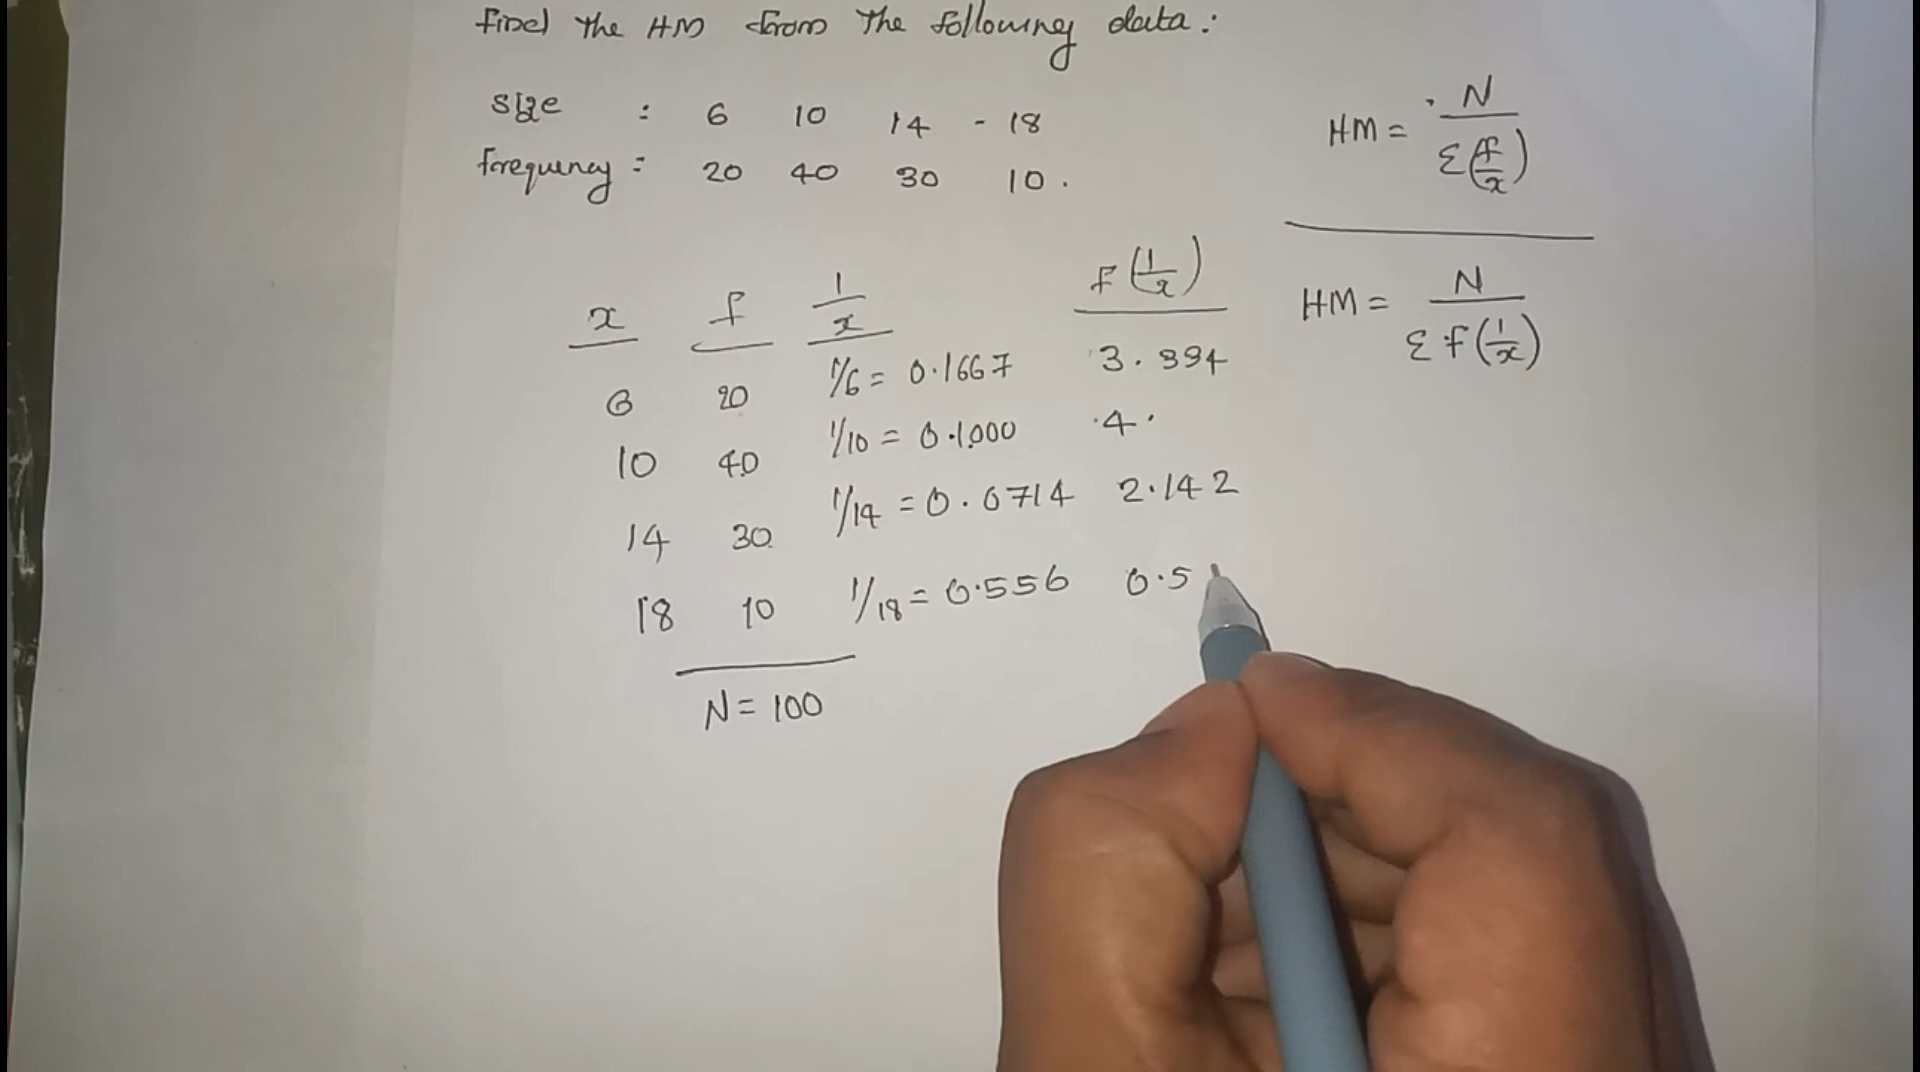 find the HM from the following data:
size : 6 10 14 - 18
frequency: 20 40 30 10.
HM = N / Σ(f/x)
x f 1/x f(1/x)
6 20 1/6 = 0.1667 3.334
10 40 1/10 = 0.1000 4.
14 30 1/14 = 0.0714 2.142
18 10 1/18 = 0.556 0.5
N = 100
HM = N / Σ f(1/x)